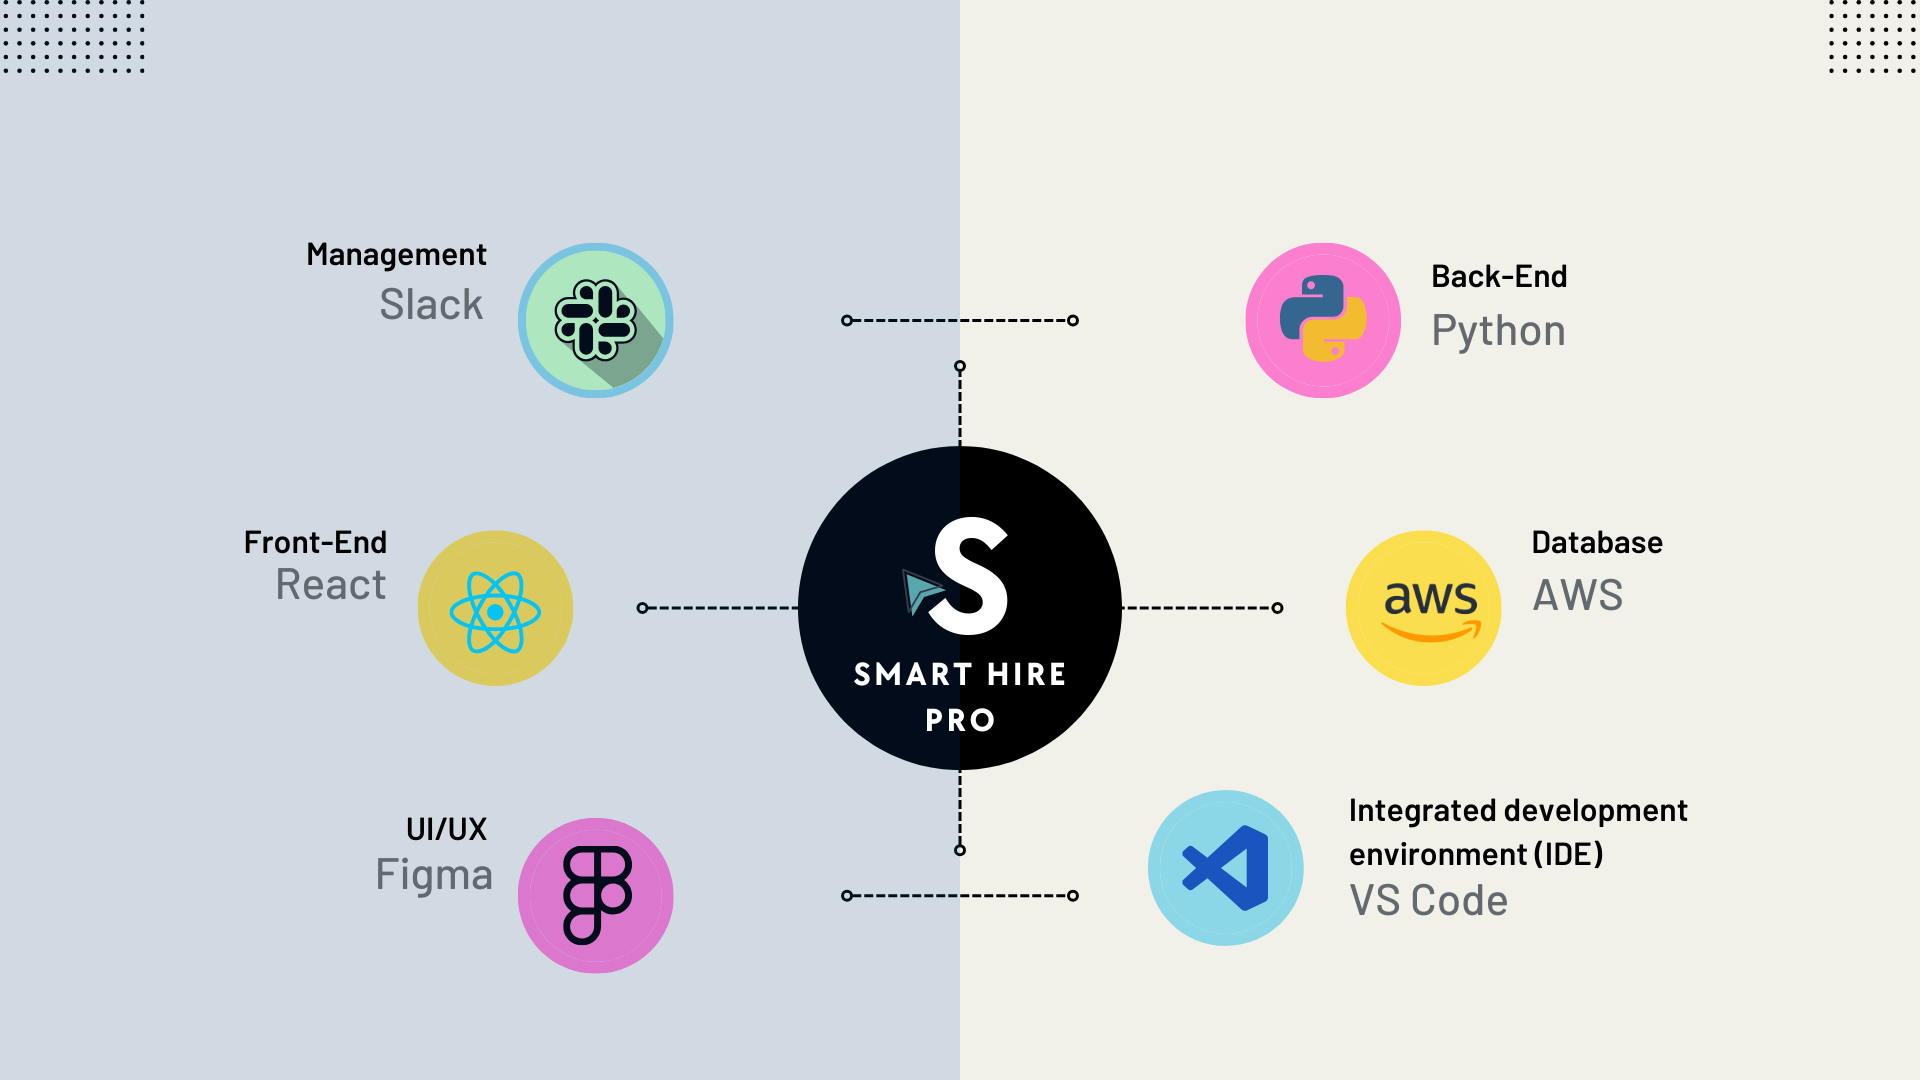 Management
Slack
Back-End
Python
Front-End
React
S
SMART HIRE
PRO
aws
Database
AWS
UI/UX
Figma
Integrated development
environment (IDE)
VS Code